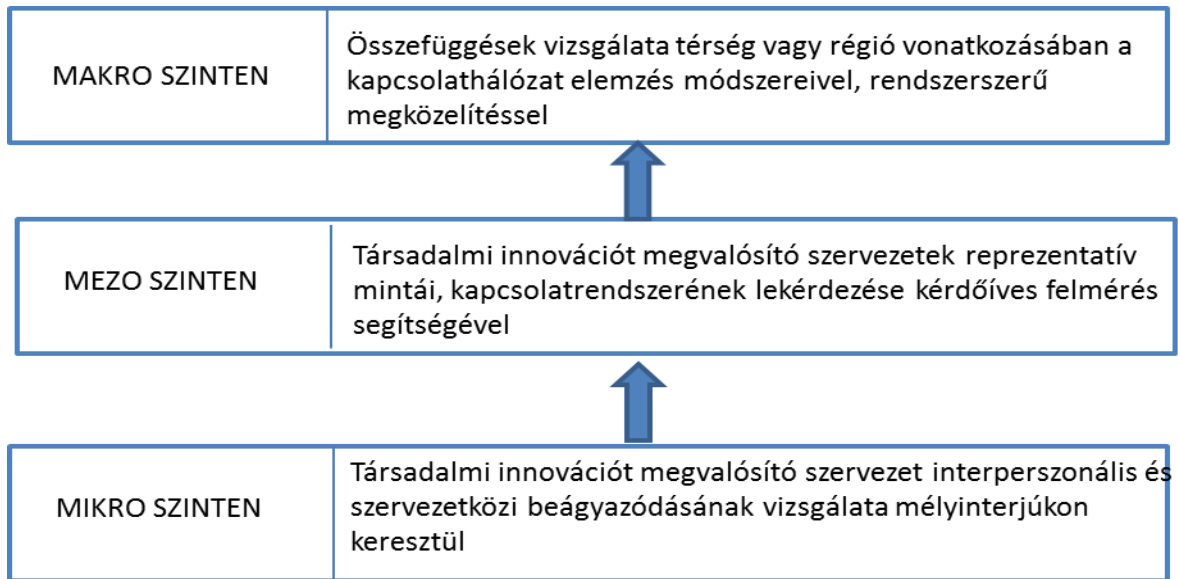 MAKRO SZINTEN
Összefüggések vizsgálata térség vagy régió vonatkozásában a
kapcsolathálózat elemzés módszereivel, rendszerszerű
megközelítéssel
MEZO SZINTEN
Társadalmi innovációt megvalósító szervezetek reprezentatív
mintái, kapcsolatrendszerének lekérdezése kérdőíves felmérés
segítségével
MIKRO SZINTEN
Társadalmi innovációt megvalósító szervezet interperszonális és
szervezetközi beágyazódásának vizsgálata mélyinterjúkon
keresztül